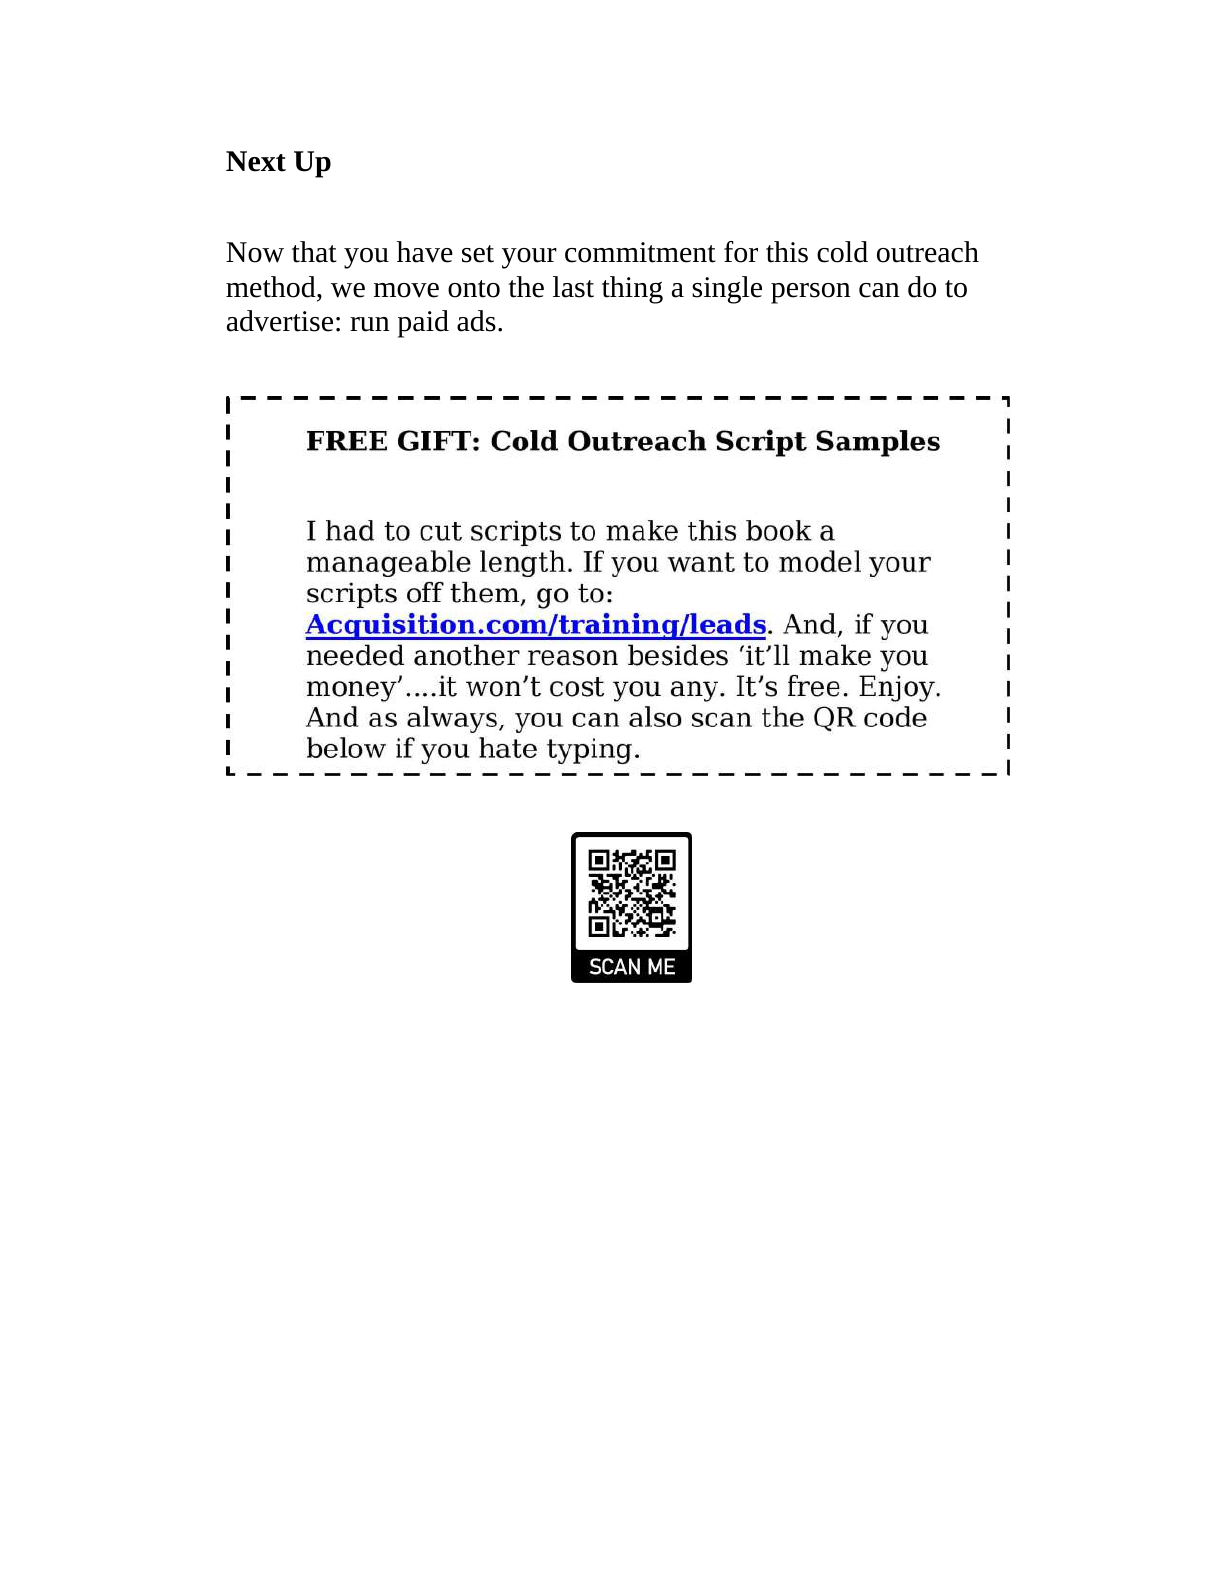 Next Up
Now that you have set your commitment for this cold outreach
method, we move onto the last thing a single person can do to
advertise: run paid ads.
FREE GIFT: Cold Outreach Script Samples
I had to cut scripts to make this book a
manageable length. If you want to model your
scripts off them, go to:
Acquisition.com/training/leads. And, if you
needed another reason besides ‘it’ll make you
money’....it won’t cost you any. It’s free. Enjoy.
And as always, you can also scan the QR code
below if you hate typing.
SCAN ME